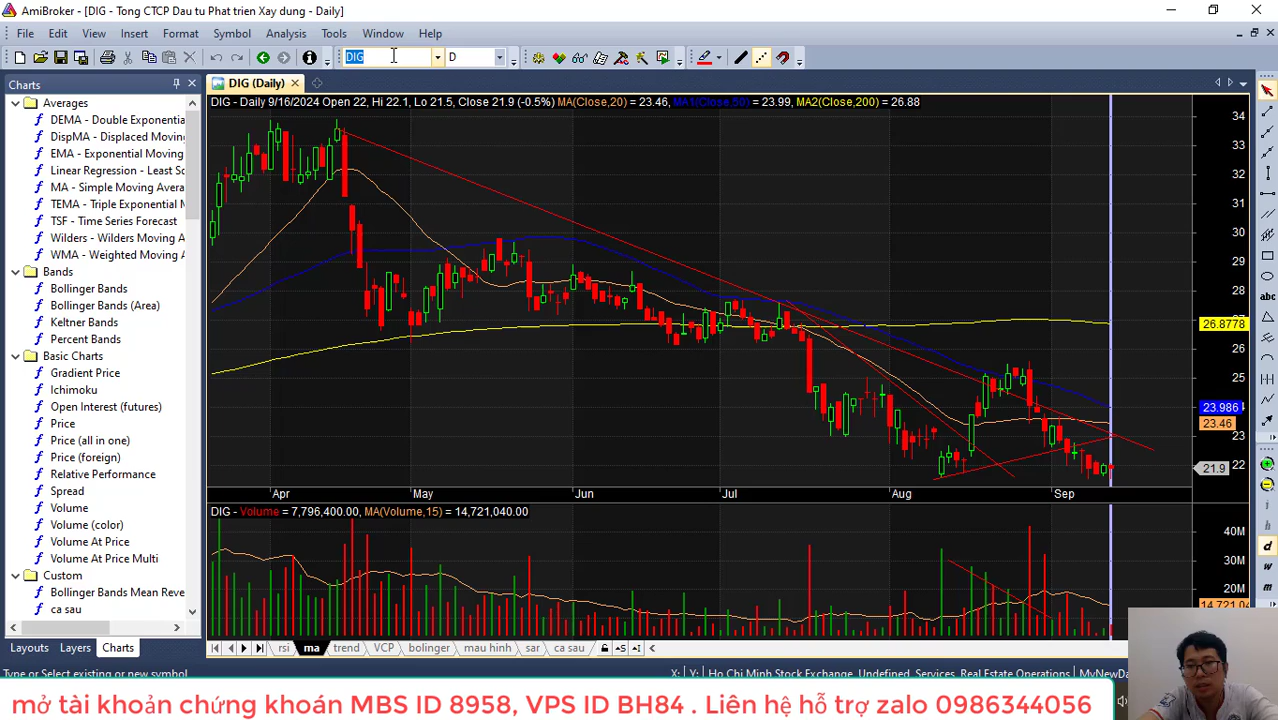 AmiBroker - [DIG - Tong CTCP Dau tu Phat trien Xay dung - Daily]
File Edit View Insert Format Symbol Analysis Tools Window Help
DIG D
Charts
DIG (Daily)
Averages
DEMA - Double Exponential
DispMA - Displaced Moving
EMA - Exponential Moving
Linear Regression - Least Sc
MA - Simple Moving Avera
TEMA - Triple Exponential M
TSF - Time Series Forecast
Wilders - Wilders Moving A
WMA - Weighted Moving A
Bands
Bollinger Bands
Bollinger Bands (Area)
Keltner Bands
Percent Bands
Basic Charts
Gradient Price
Ichimoku
Open Interest (futures)
Price
Price (all in one)
Price (foreign)
Relative Performance
Spread
Volume
Volume (color)
Volume At Price
Volume At Price Multi
Custom
Bollinger Bands Mean Reve
ca sau
Layouts Layers Charts
DIG - Daily 9/16/2024 Open 22, Hi 22.1, Lo 21.5, Close 21.9 (-0.5%) MA(Close,20) = 23.46, MA1(Close,50) = 23.99, MA2(Close,200) = 26.88
34
33
32
31
30
29
28
26.8778
26
25
23.986
23.46
23
22
21.9
Apr May Jun Jul Aug Sep
DIG - Volume = 7,796,400.00, MA(Volume,15) = 14,721,040.00
40M
30M
20M
14,721,04
rsi ma trend VCP bolinger mau hinh sar ca sau
abc
h
d
w
m
Type or Select existing or new symbol
X: Y: Ho Chi Minh Stock Exchange, Undefined, Services, Real Estate Operations MyNewDa
mở tài khoản chứng khoán MBS ID 8958, VPS ID BH84 . Liên hệ hỗ trợ zalo 0986344056